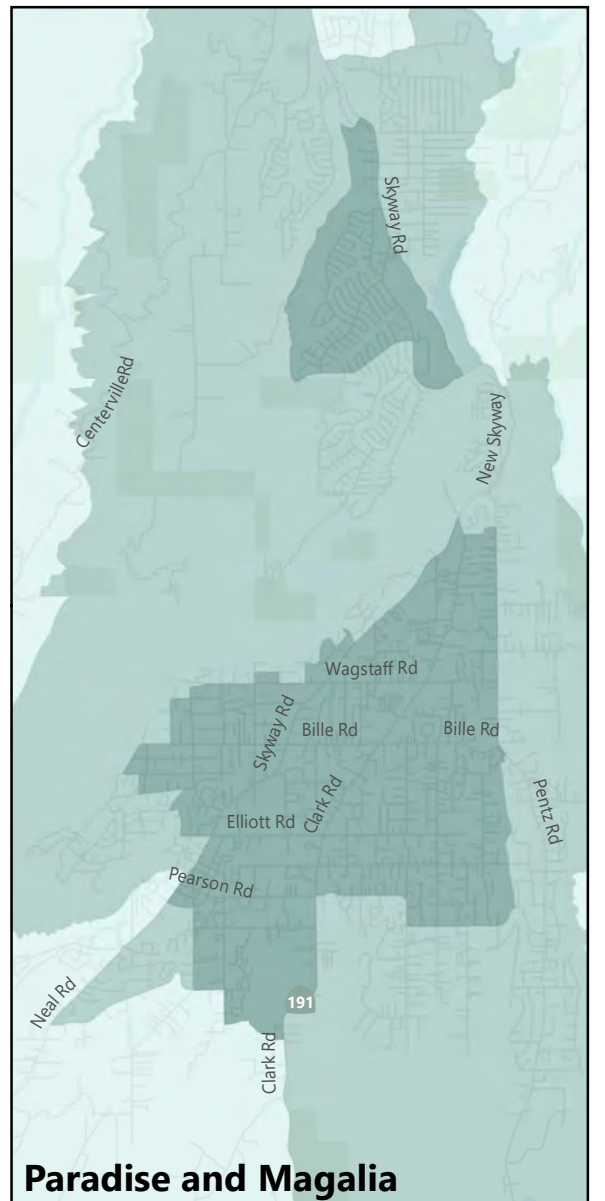 Skyway Rd
CentervilleRd
New Skyway
Wagstaff Rd
Skyway Rd
Bille Rd
Bille Rd
Clark Rd
Pentz Rd
Elliott Rd
Pearson Rd
Neal Rd
191
Clark Rd
Paradise and Magalia